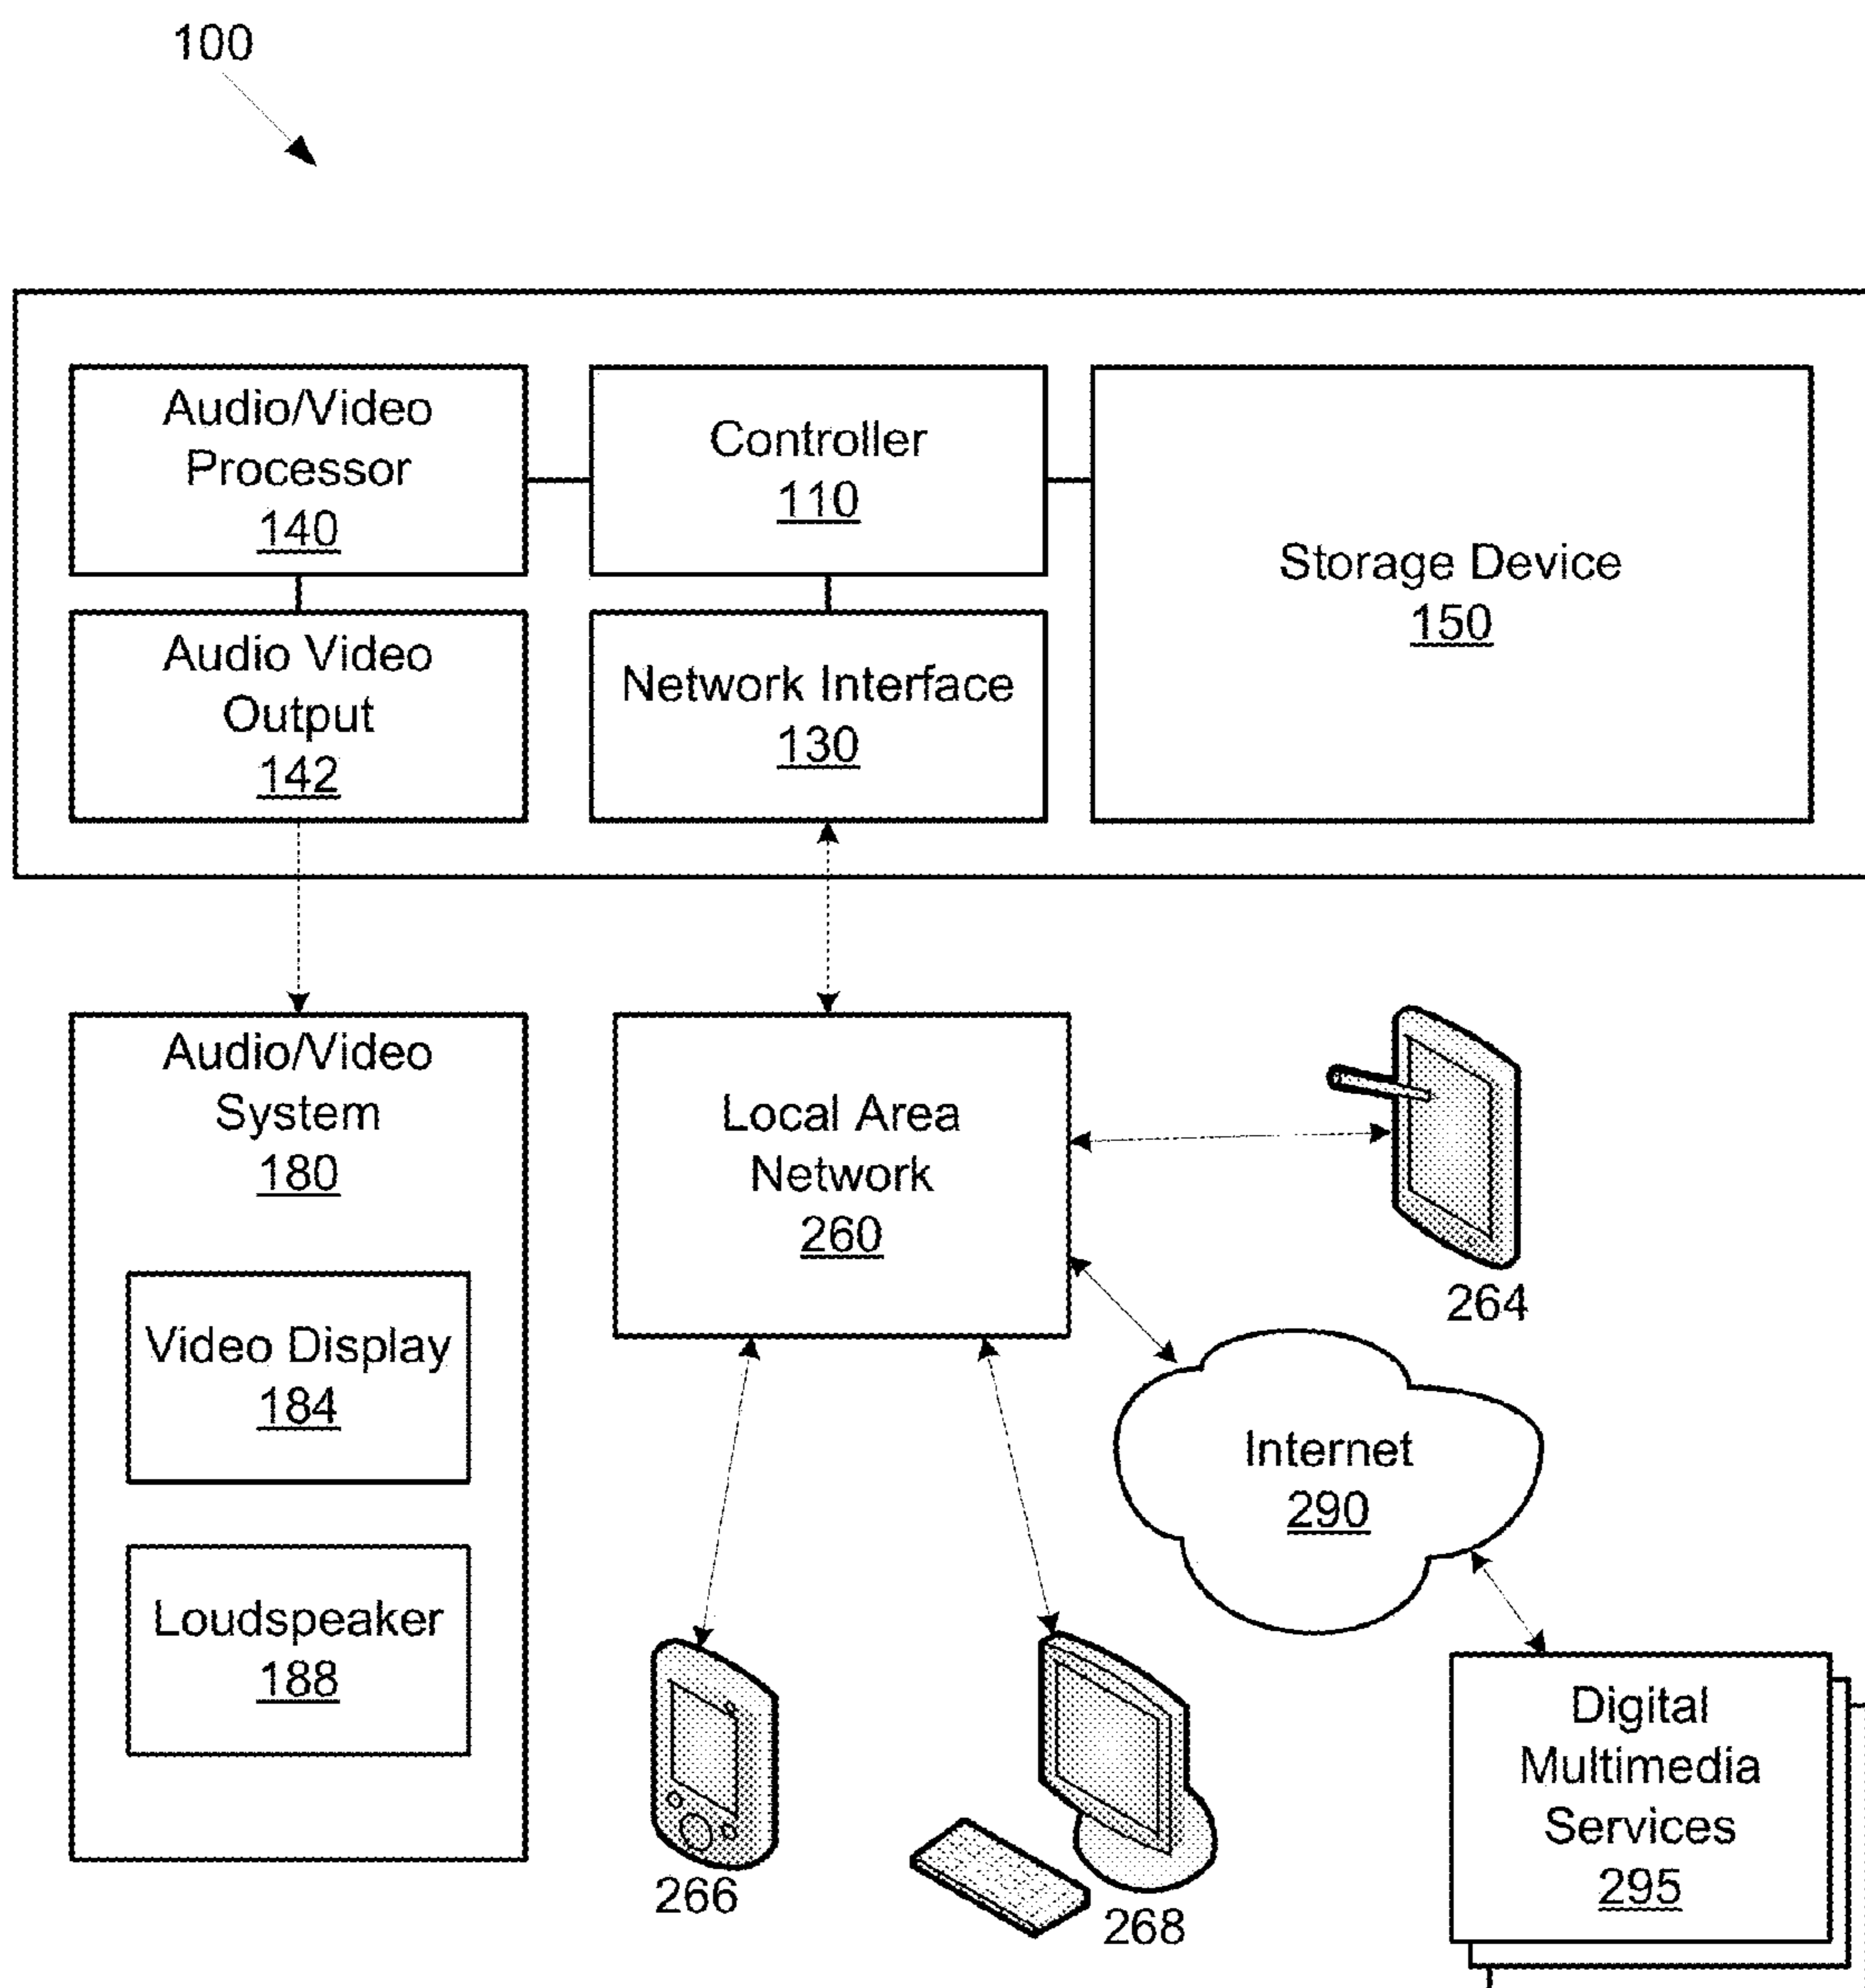 100
Audio/Video
Processor
140
Controller
110
Storage Device
150
Audio Video
Output
142
Network Interface
130
Audio/Video
System
180
Video Display
184
Loudspeaker
188
Local Area
Network
260
264
Internet
290
266
268
Digital
Multimedia
Services
295